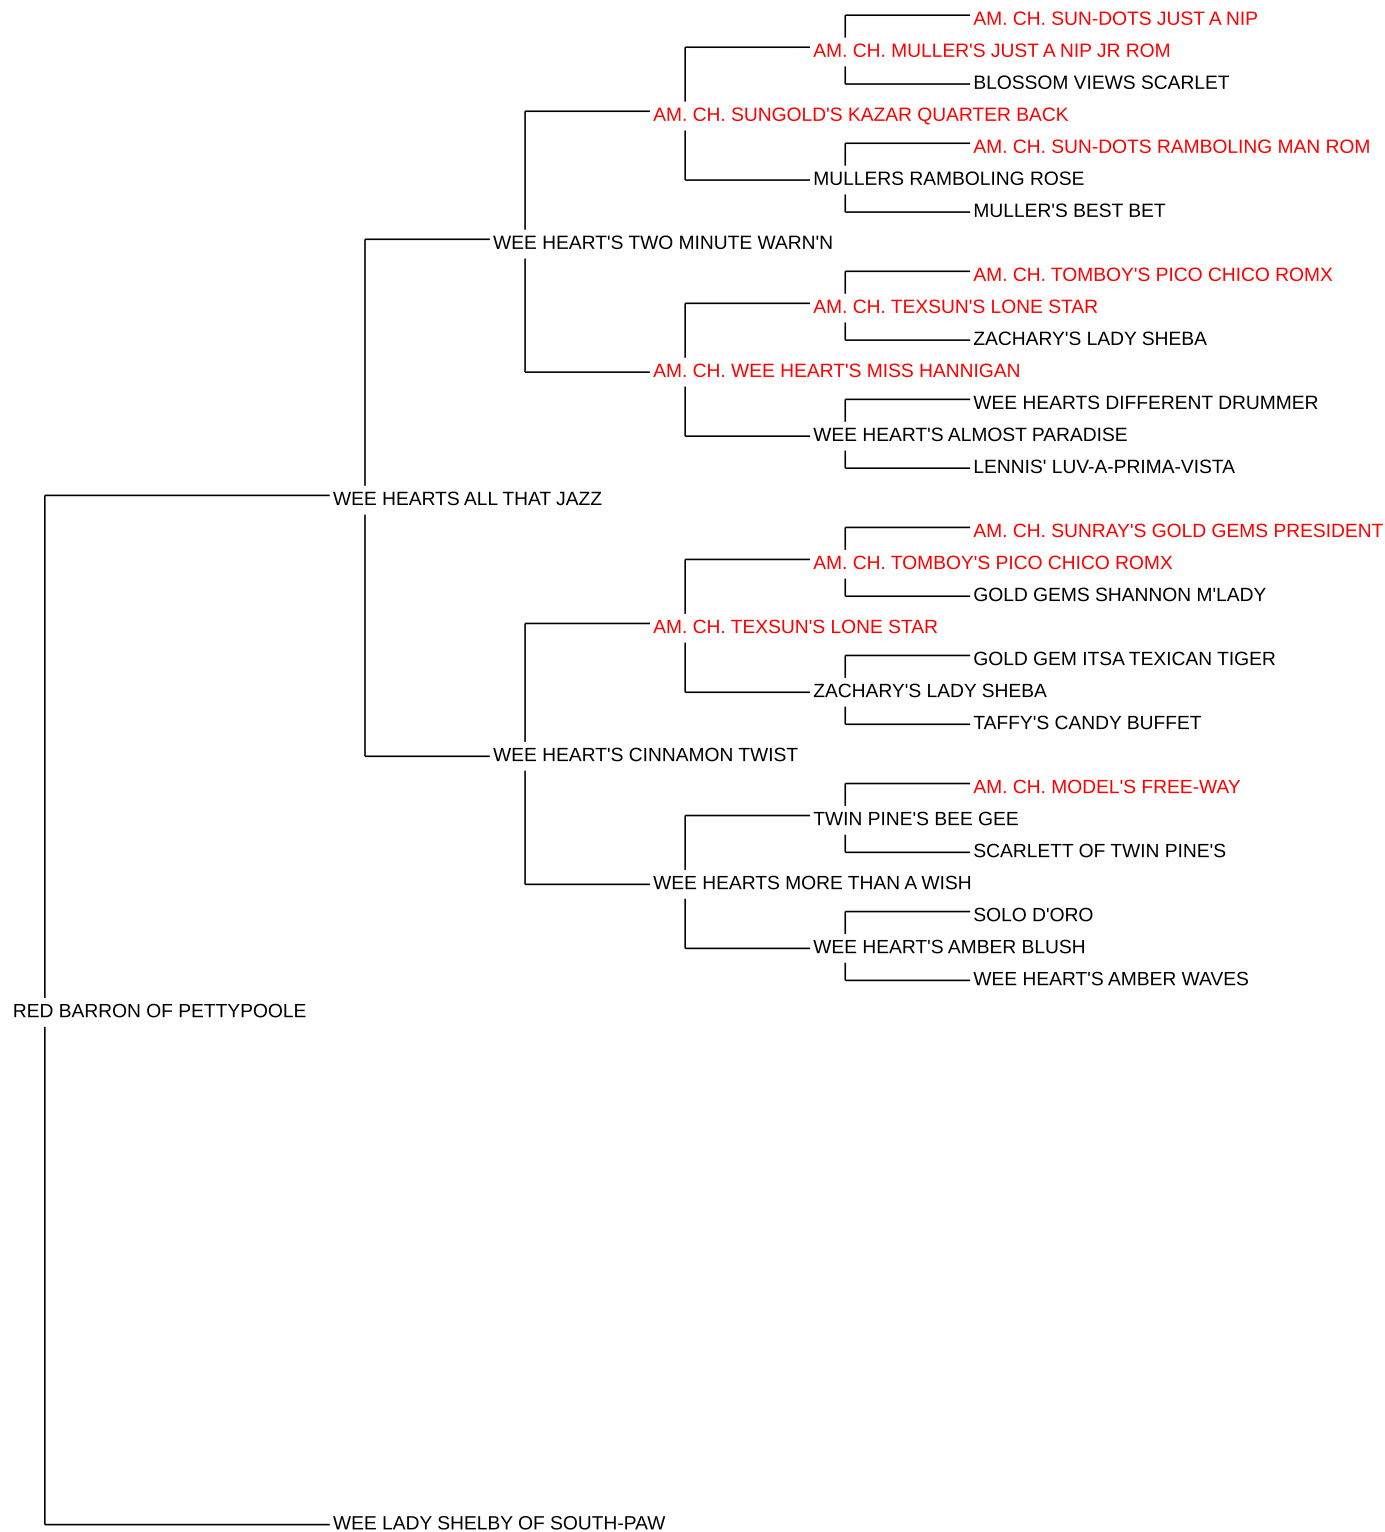 AM. CH. SUN-DOTS JUST A NIP
AM. CH. MULLER'S JUST A NIP JR ROM
BLOSSOM VIEWS SCARLET
AM. CH. SUNGOLD'S KAZAR QUARTER BACK
AM. CH. SUN-DOTS RAMBOLING MAN ROM
MULLERS RAMBOLING ROSE
MULLER'S BEST BET
WEE HEART'S TWO MINUTE WARN'N
AM. CH. TOMBOY'S PICO CHICO ROMX
AM. CH. TEXSUN'S LONE STAR
ZACHARY'S LADY SHEBA
AM. CH. WEE HEART'S MISS HANNIGAN
WEE HEARTS DIFFERENT DRUMMER
WEE HEART'S ALMOST PARADISE
LENNIS' LUV-A-PRIMA-VISTA
WEE HEARTS ALL THAT JAZZ
AM. CH. SUNRAY'S GOLD GEMS PRESIDENT
AM. CH. TOMBOY'S PICO CHICO ROMX
GOLD GEMS SHANNON M'LADY
AM. CH. TEXSUN'S LONE STAR
GOLD GEM ITSA TEXICAN TIGER
ZACHARY'S LADY SHEBA
TAFFY'S CANDY BUFFET
WEE HEART'S CINNAMON TWIST
AM. CH. MODEL'S FREE-WAY
TWIN PINE'S BEE GEE
SCARLETT OF TWIN PINE'S
WEE HEARTS MORE THAN A WISH
SOLO D'ORO
WEE HEART'S AMBER BLUSH
WEE HEART'S AMBER WAVES
RED BARRON OF PETTYPOOLE
WEE LADY SHELBY OF SOUTH-PAW